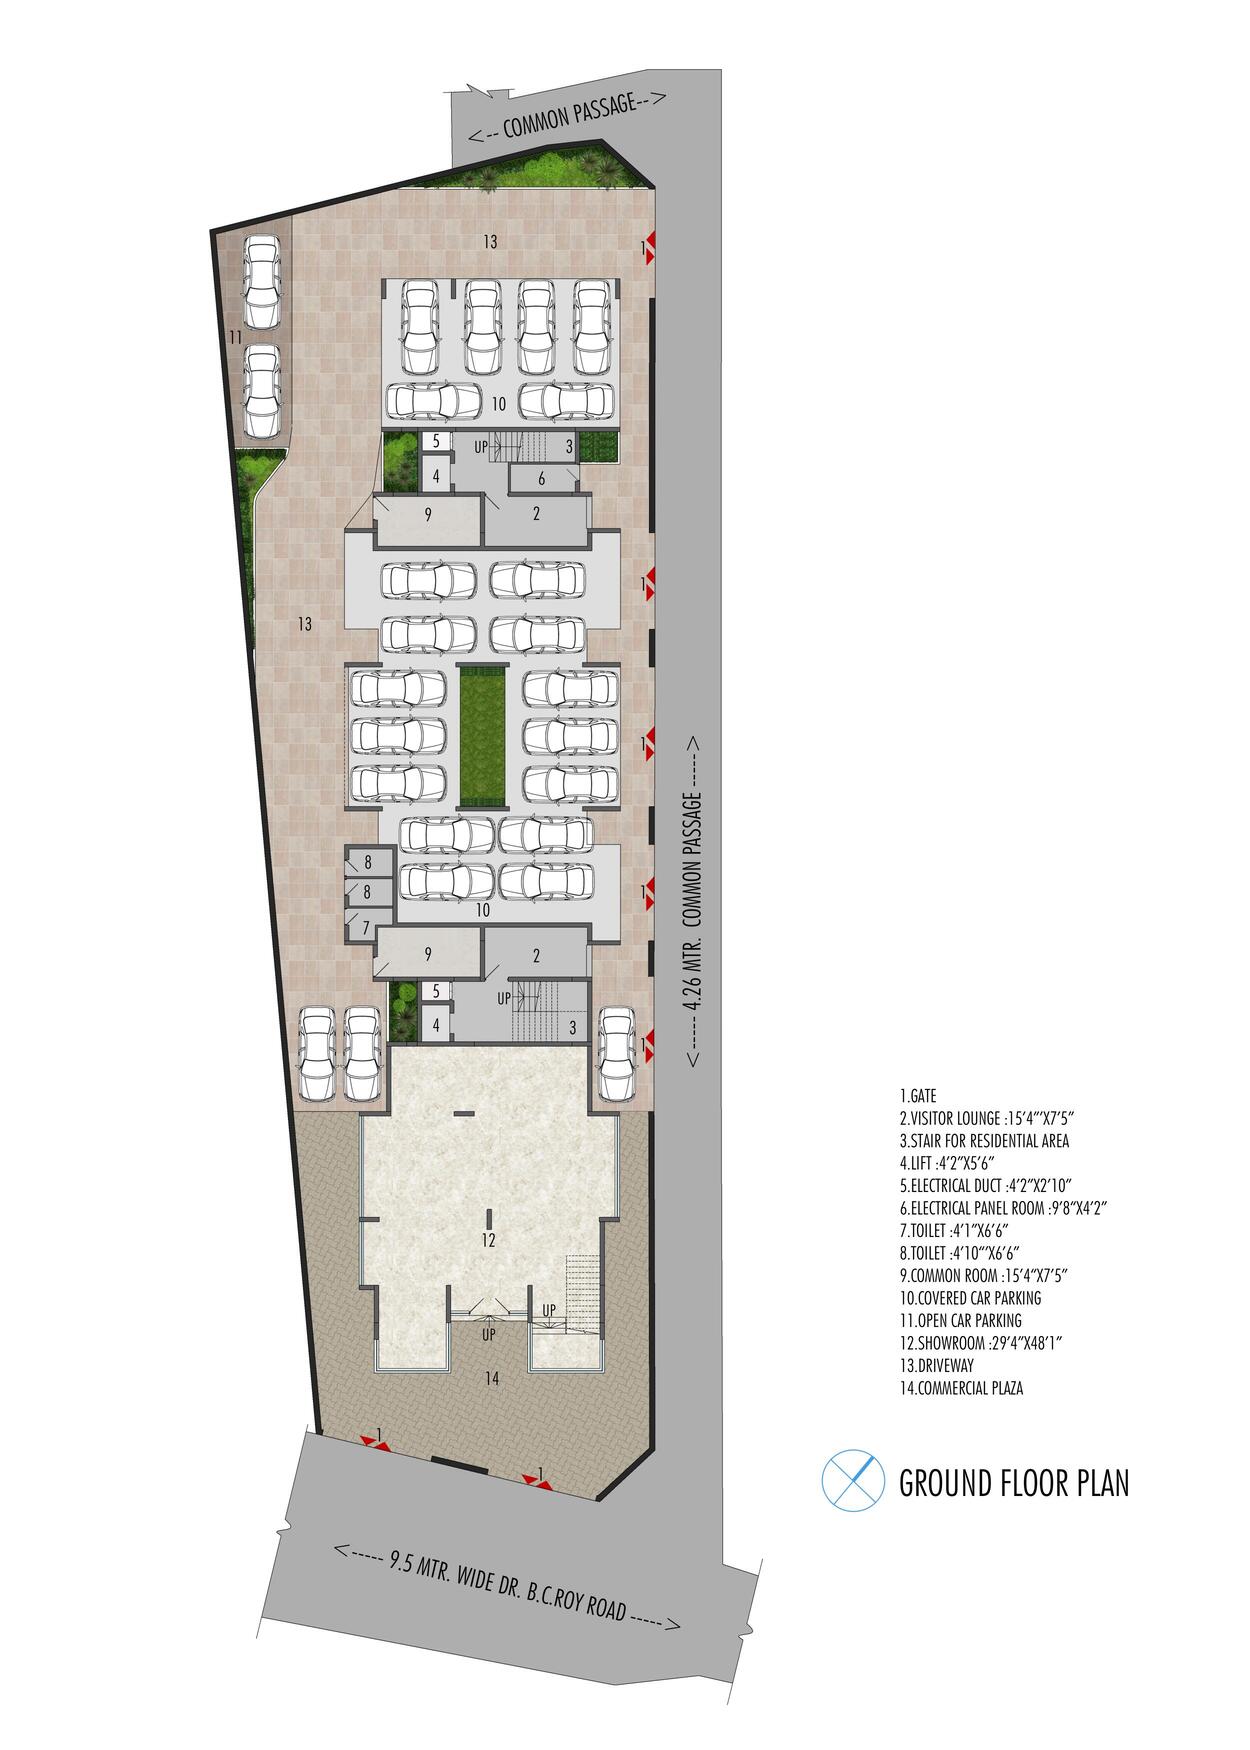 <-- COMMON PASSAGE-->
13
1
11
10
5
UP
3
4
6
9
2
1
13
1
8
8
1
10
7
9
2
5
UP
4
3
1
<----- 4.26 MTR. COMMON PASSAGE ----->
12
UP
UP
14
1
1
<----- 9.5 MTR. WIDE DR. B.C.ROY ROAD ----->
1.GATE
2.VISITOR LOUNGE :15'4"'X7'5"
3.STAIR FOR RESIDENTIAL AREA
4.LIFT :4'2"X5'6"
5.ELECTRICAL DUCT :4'2"X2'10"
6.ELECTRICAL PANEL ROOM :9'8"X4'2"
7.TOILET :4'1"X6'6"
8.TOILET :4'10"'X6'6"
9.COMMON ROOM :15'4"X7'5"
10.COVERED CAR PARKING
11.OPEN CAR PARKING
12.SHOWROOM :29'4"X48'1"
13.DRIVEWAY
14.COMMERCIAL PLAZA
GROUND FLOOR PLAN